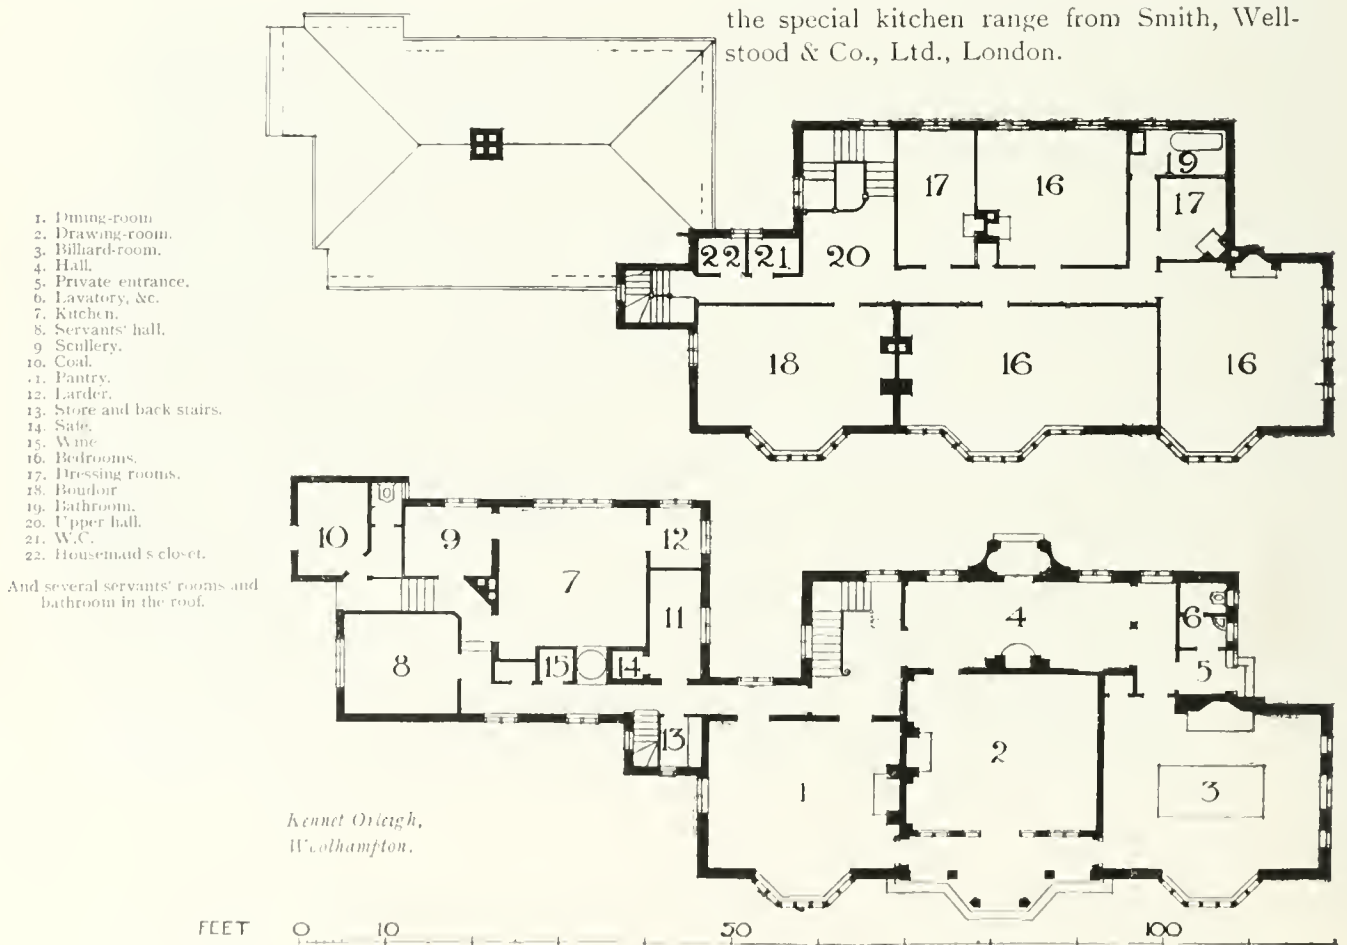 the special kitchen range from Smith, Well-
stood & Co., Ltd., London.
1. Dining-room
2. Drawing-room.
3. Billiard-room.
4. Hall.
5. Private entrance.
6. Lavatory, &c.
7. Kitchen.
8. Servants' hall.
9 Scullery.
10. Coal.
11. Pantry.
12. Larder.
13. Store and back stairs.
14. Safe.
15. Wine
16. Bedrooms.
17. Dressing rooms.
18. Boudoir
19. Bathroom.
20. Upper hall.
21. W.C.
22. Housemaid's closet.
And several servants' rooms and
bathroom in the roof.
17 16 19
17
22 21 20
18 16 16
10 9 7 12
11 4 6
8 15 14 5
13 1 2 3
Kennet Orleigh,
Woolhampton.
FEET 0 10 50 100